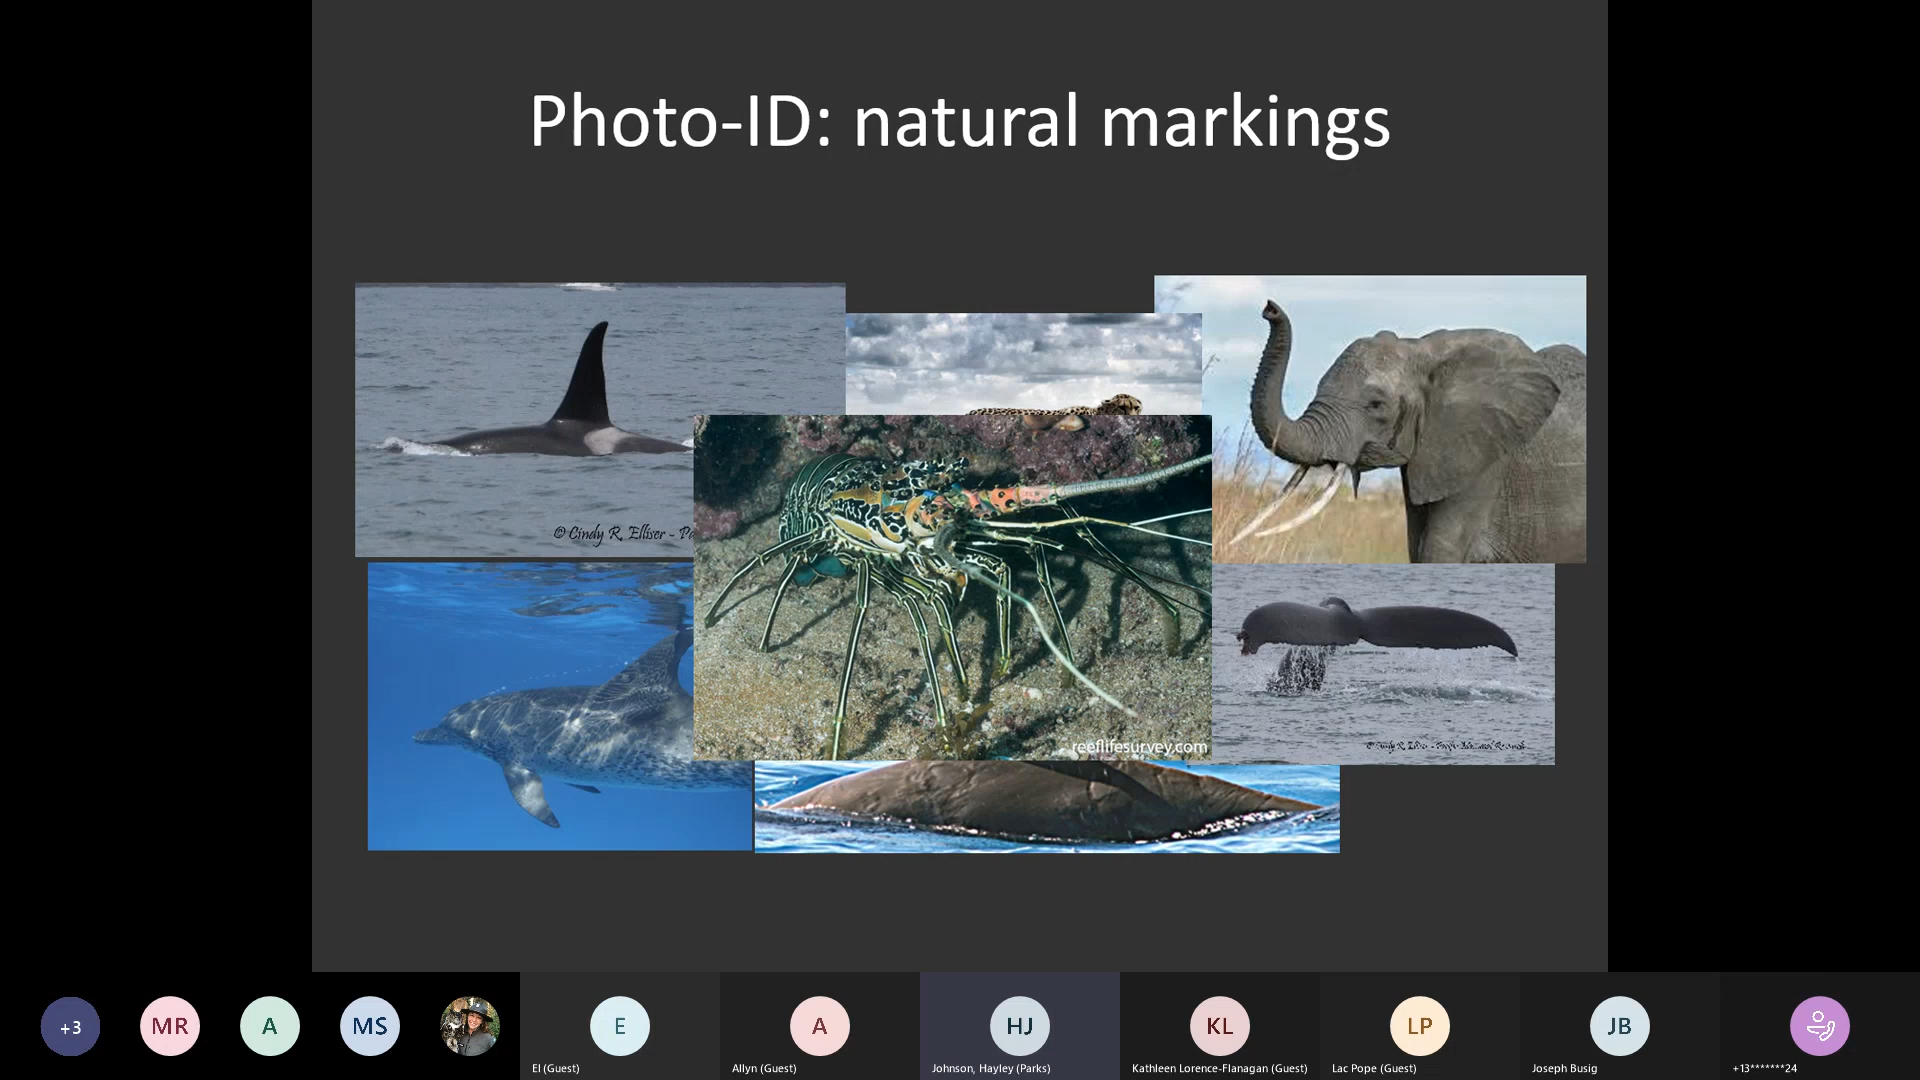 Photo-ID: natural markings
© Cindy R. Elliser - Pa
reeflifesurvey.com
+3
MR
A
MS
E
A
HJ
KL
LP
JB
El (Guest)
Allyn (Guest)
Johnson, Hayley (Parks)
Kathleen Lorence-Flanagan (Guest)
Lac Pope (Guest)
Joseph Busig
+13*******24